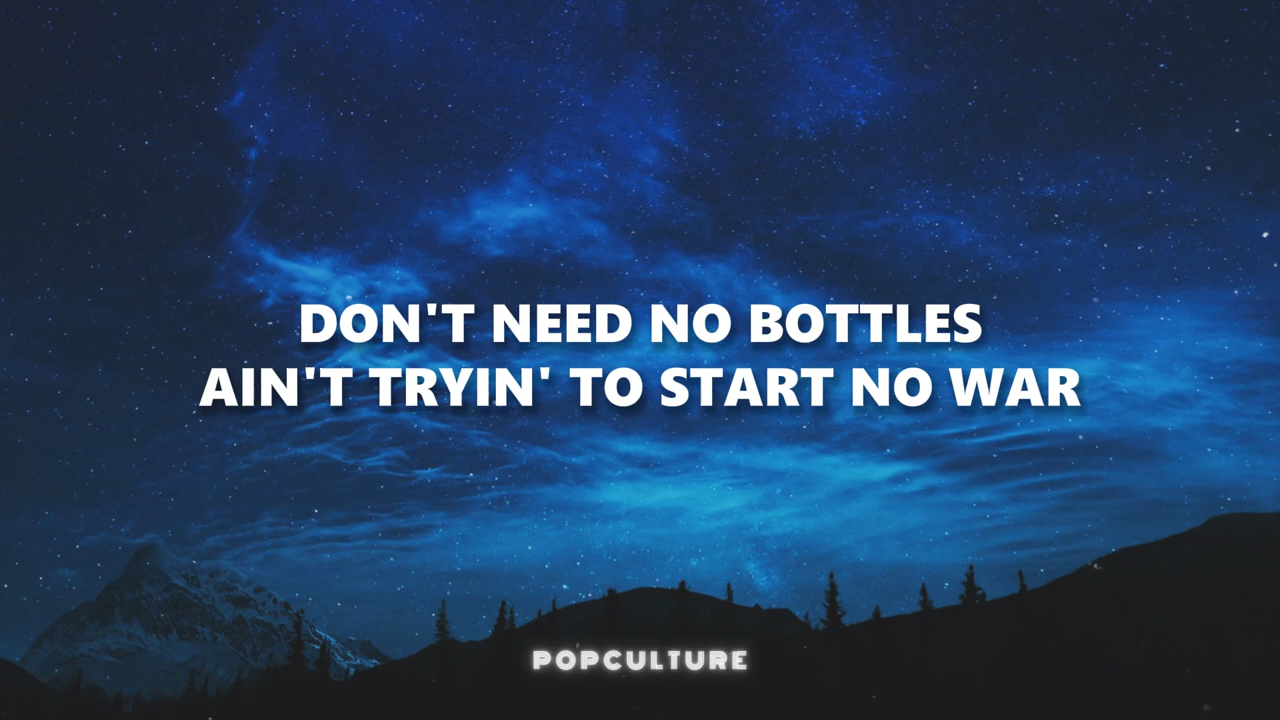 DON'T NEED NO BOTTLES
AIN'T TRYIN' TO START NO WAR
POPCULTURE